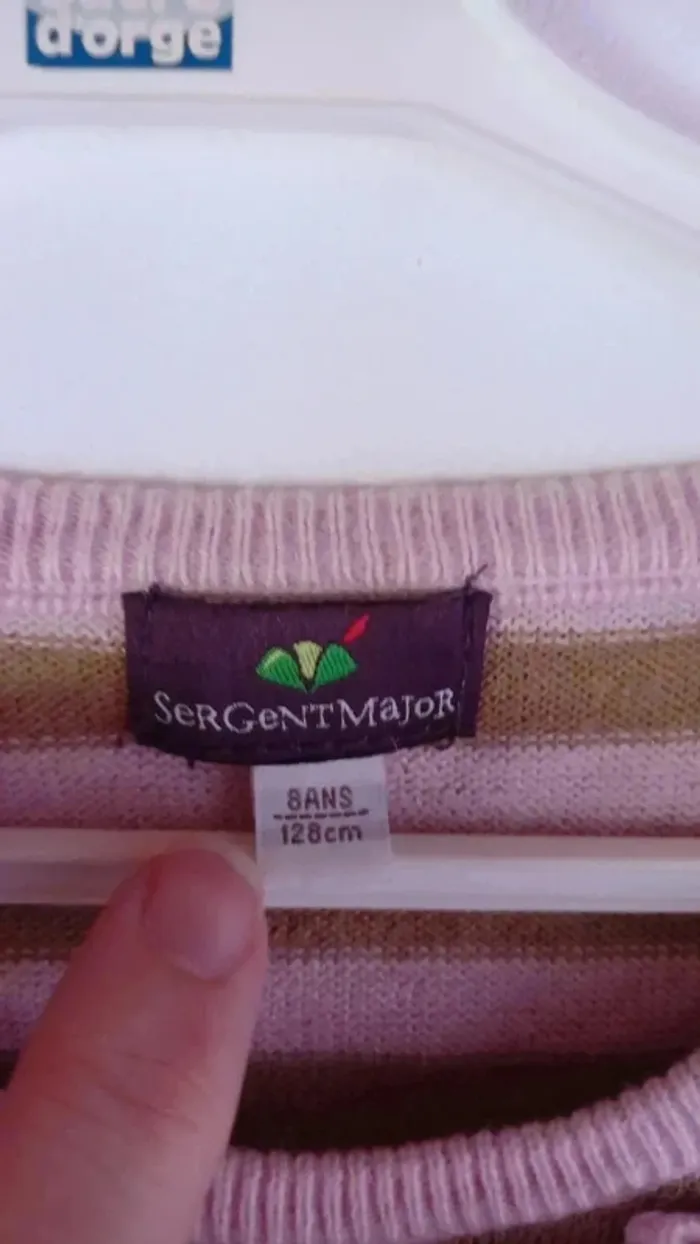 d'orge
SeRGeNTMaJoR
8ANS
128cm